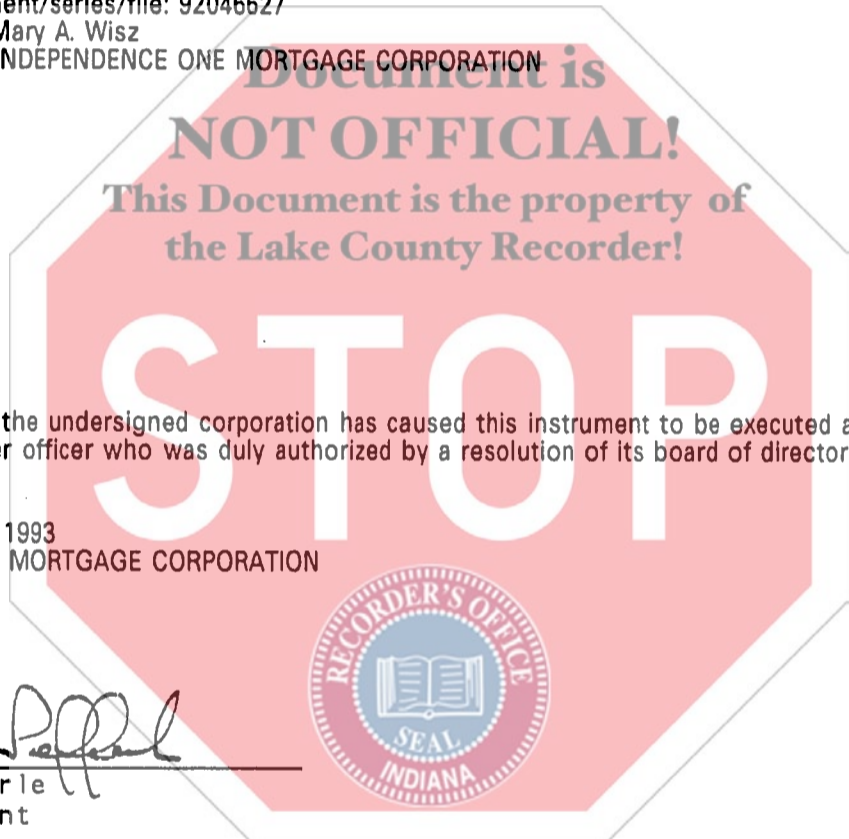 ent/series/file: 92046627
Mary A. Wisz
NDEPENDENCE ONE MORTGAGE CORPORATION
Document is
NOT OFFICIAL!
This Document is the property of
the Lake County Recorder!
STOP
the undersigned corporation has caused this instrument to be executed a
r officer who was duly authorized by a resolution of its board of director
1993
MORTGAGE CORPORATION
RECORDER'S OFFICE
SEAL
INDIANA
rle
nt